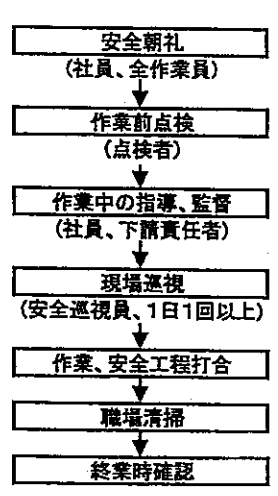 安全朝礼
(社員、全作業員)
作業前点検
(点検者)
作業中の指導、監督
(社員、下請責任者)
現場巡視
(安全巡視員、1日1回以上)
作業、安全工程打合
職場清掃
終業時確認